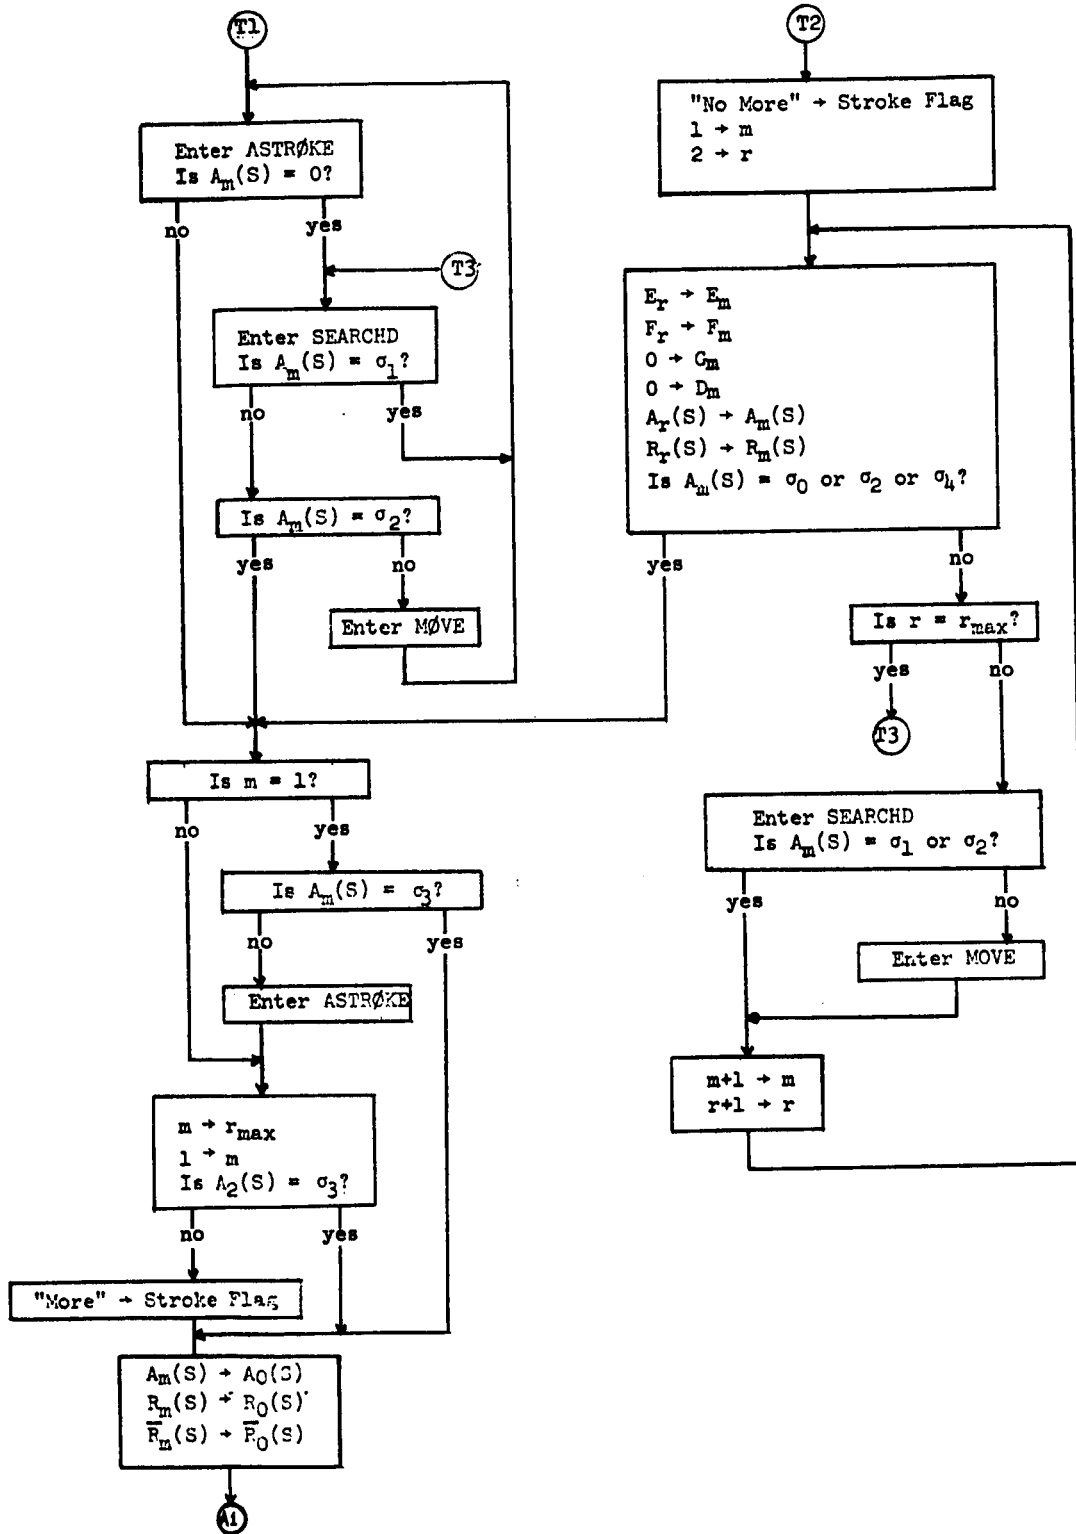 T1
Enter ASTRØKE
Is Am(S) = 0?
no
yes
T3
Enter SEARCHD
Is Am(S) = σ1?
no
yes
Is Am(S) = σ2?
yes
no
Enter MØVE
Is m = 1?
no
yes
Is Am(S) = σ3?
no
yes
Enter ASTRØKE
m → rmax
1 → m
Is A2(S) = σ3?
no
yes
"More" → Stroke Flag
Am(S) → A0(S)
Rm(S) → R0(S)
R̅m(S) → R̅0(S)
A1
T2
"No More" → Stroke Flag
1 → m
2 → r
Er → Em
Fr → Fm
0 → Gm
0 → Dm
Ar(S) → Am(S)
Rr(S) → Rm(S)
Is Am(S) = σ0 or σ2 or σ4?
yes
no
Is r = rmax?
yes
no
T3
Enter SEARCHD
Is Am(S) = σ1 or σ2?
yes
no
Enter MOVE
m+1 → m
r+1 → r